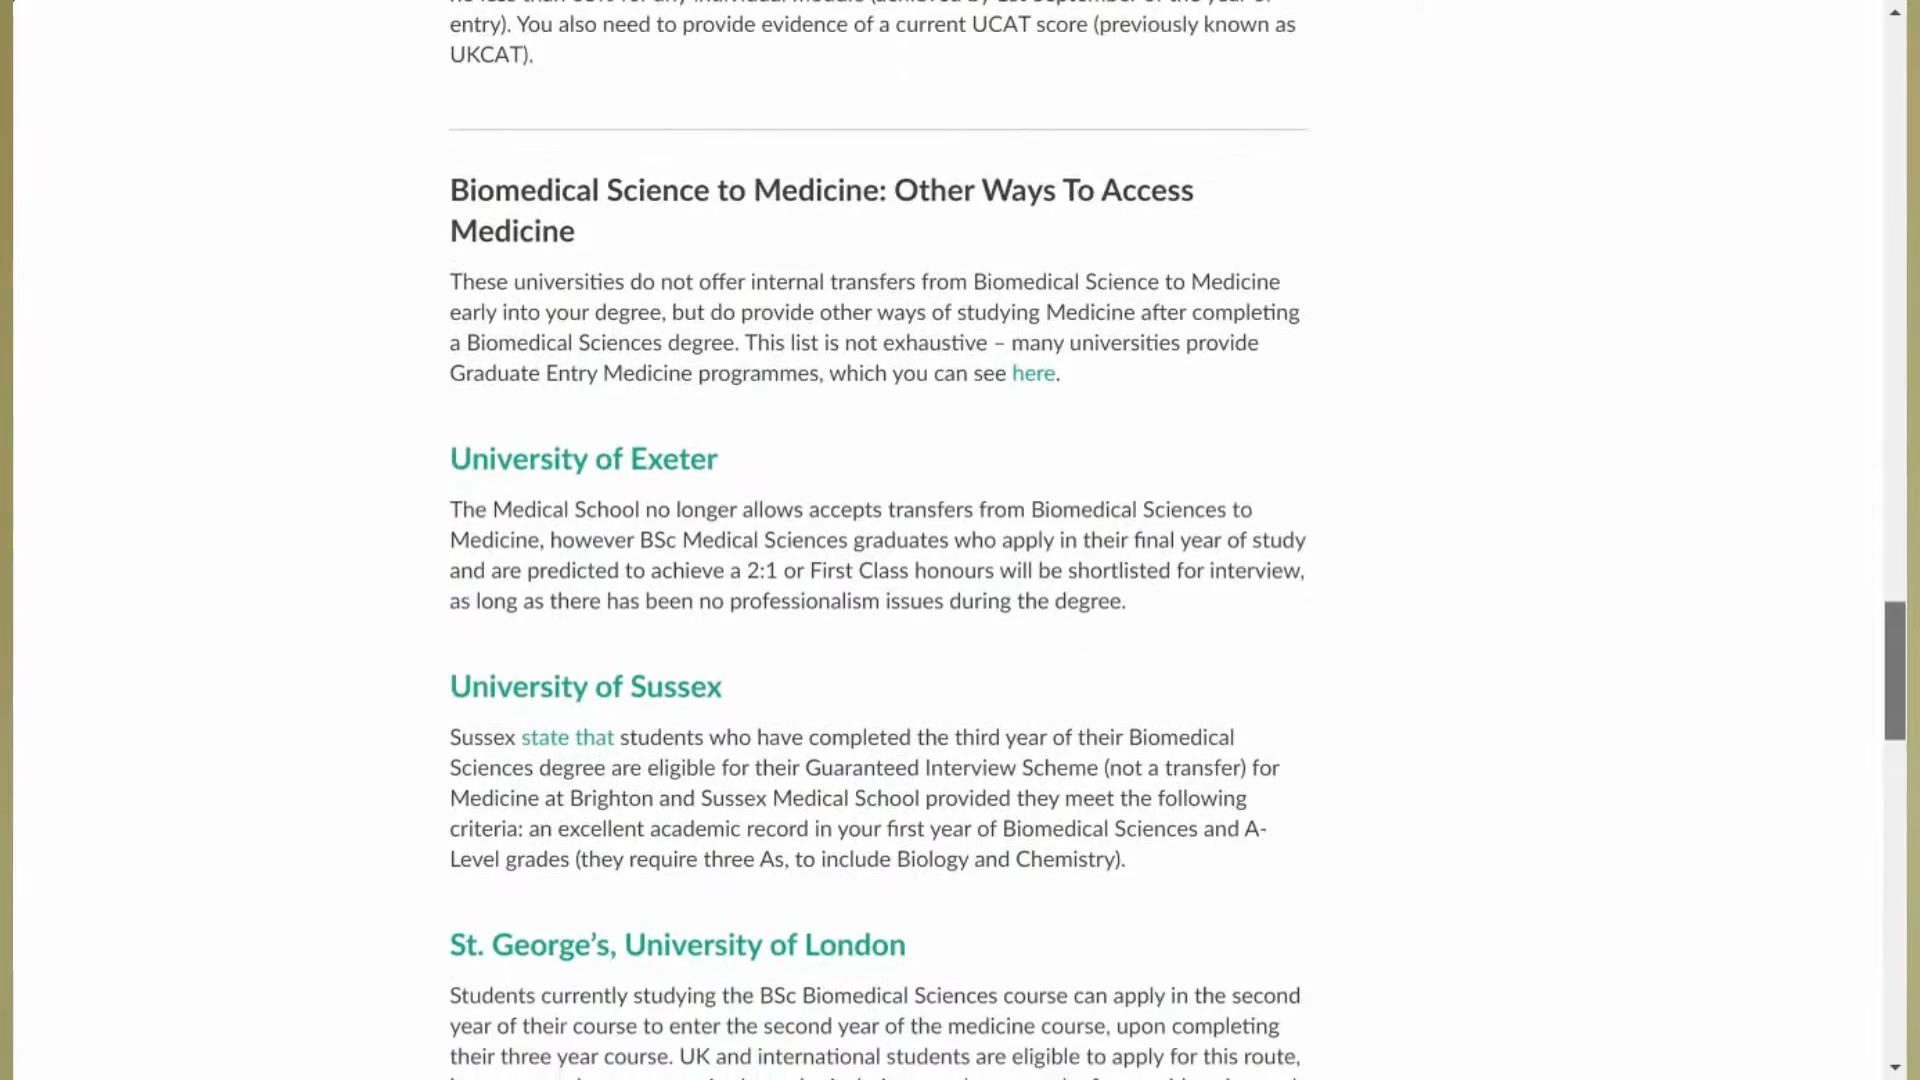 entry). You also need to provide evidence of a current UCAT score (previously known as
UKCAT).
Biomedical Science to Medicine: Other Ways To Access
Medicine
These universities do not offer internal transfers from Biomedical Science to Medicine
early into your degree, but do provide other ways of studying Medicine after completing
a Biomedical Sciences degree. This list is not exhaustive – many universities provide
Graduate Entry Medicine programmes, which you can see here.
University of Exeter
The Medical School no longer allows accepts transfers from Biomedical Sciences to
Medicine, however BSc Medical Sciences graduates who apply in their final year of study
and are predicted to achieve a 2:1 or First Class honours will be shortlisted for interview,
as long as there has been no professionalism issues during the degree.
University of Sussex
Sussex state that students who have completed the third year of their Biomedical
Sciences degree are eligible for their Guaranteed Interview Scheme (not a transfer) for
Medicine at Brighton and Sussex Medical School provided they meet the following
criteria: an excellent academic record in your first year of Biomedical Sciences and A-
Level grades (they require three As, to include Biology and Chemistry).
St. George’s, University of London
Students currently studying the BSc Biomedical Sciences course can apply in the second
year of their course to enter the second year of the medicine course, upon completing
their three year course. UK and international students are eligible to apply for this route,